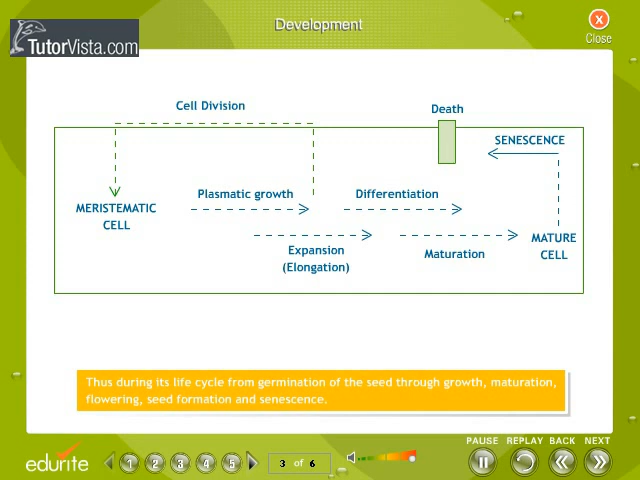 Development
TutorVista.com
Close
Cell Division
Death
SENESCENCE
Plasmatic growth
Differentiation
MERISTEMATIC
CELL
Expansion
(Elongation)
Maturation
MATURE
CELL
Thus during its life cycle from germination of the seed through growth, maturation,
flowering, seed formation and senescence.
PAUSE REPLAY BACK NEXT
edurite
1 2 3 4 5
3 of 6